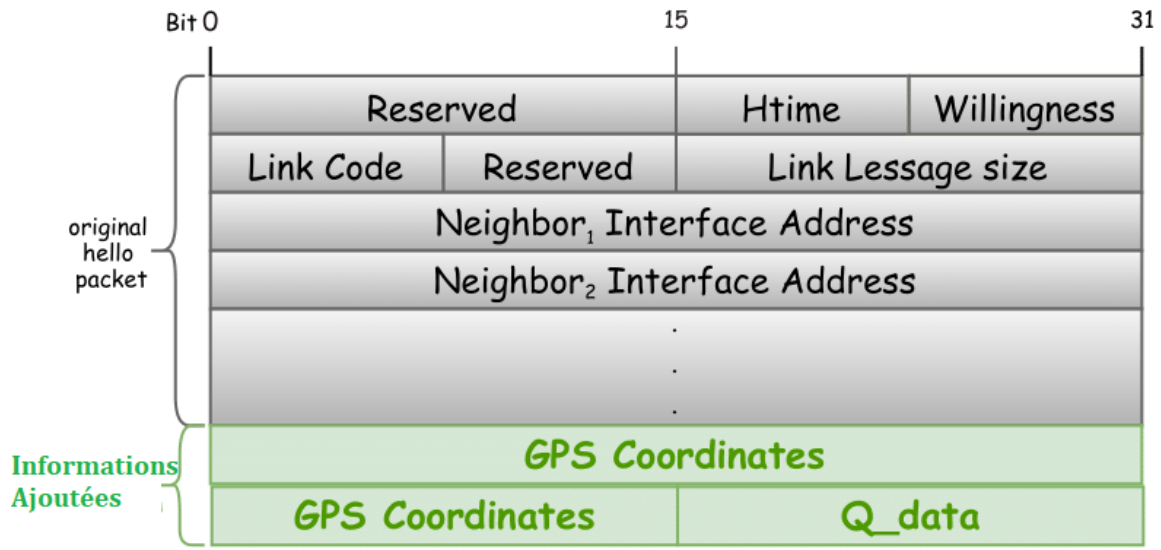 Bit 0 15 31
Reserved Htime Willingness
Link Code Reserved Link Lessage size
Neighbor₁ Interface Address
Neighbor₂ Interface Address
.
.
.
original
hello
packet
GPS Coordinates
GPS Coordinates Q_data
Informations
Ajoutées